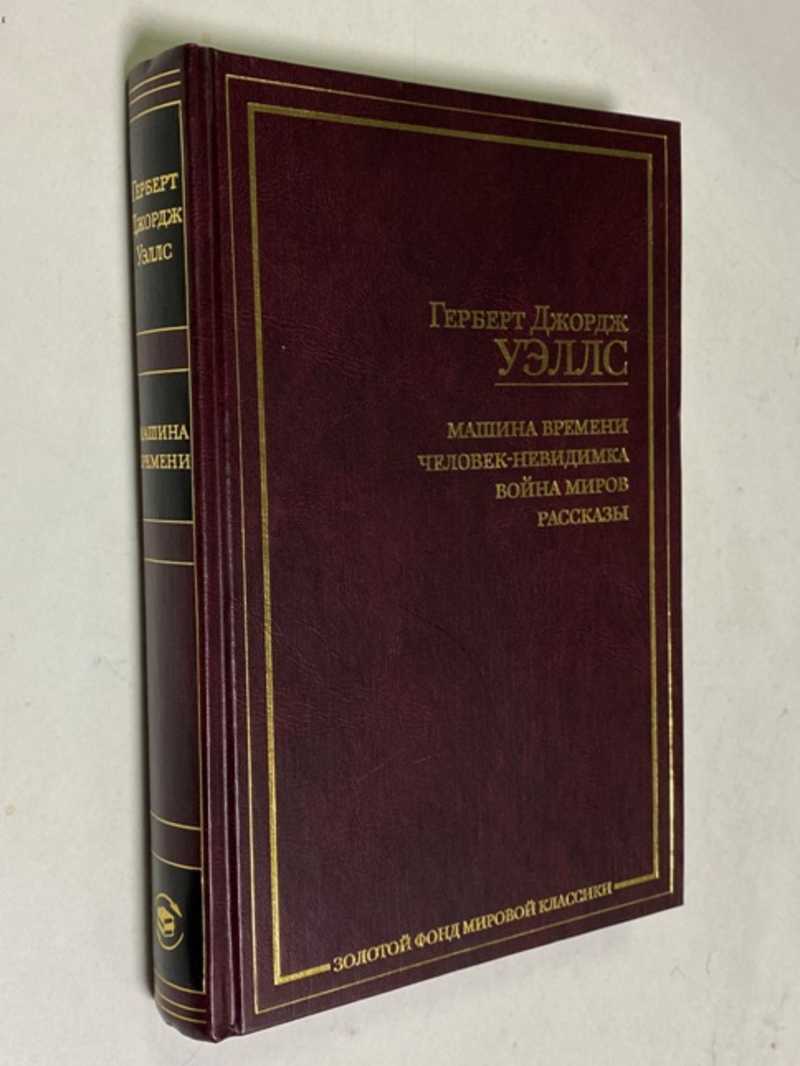 ГЕРБЕРТ
ДЖОРДЖ
УЭЛЛС
МАШИНА
ВРЕМЕНИ
ГЕРБЕРТ ДЖОРДЖ
УЭЛЛС
МАШИНА ВРЕМЕНИ
ЧЕЛОВЕК-НЕВИДИМКА
ВОЙНА МИРОВ
РАССКАЗЫ
ЗОЛОТОЙ ФОНД МИРОВОЙ КЛАССИКИ